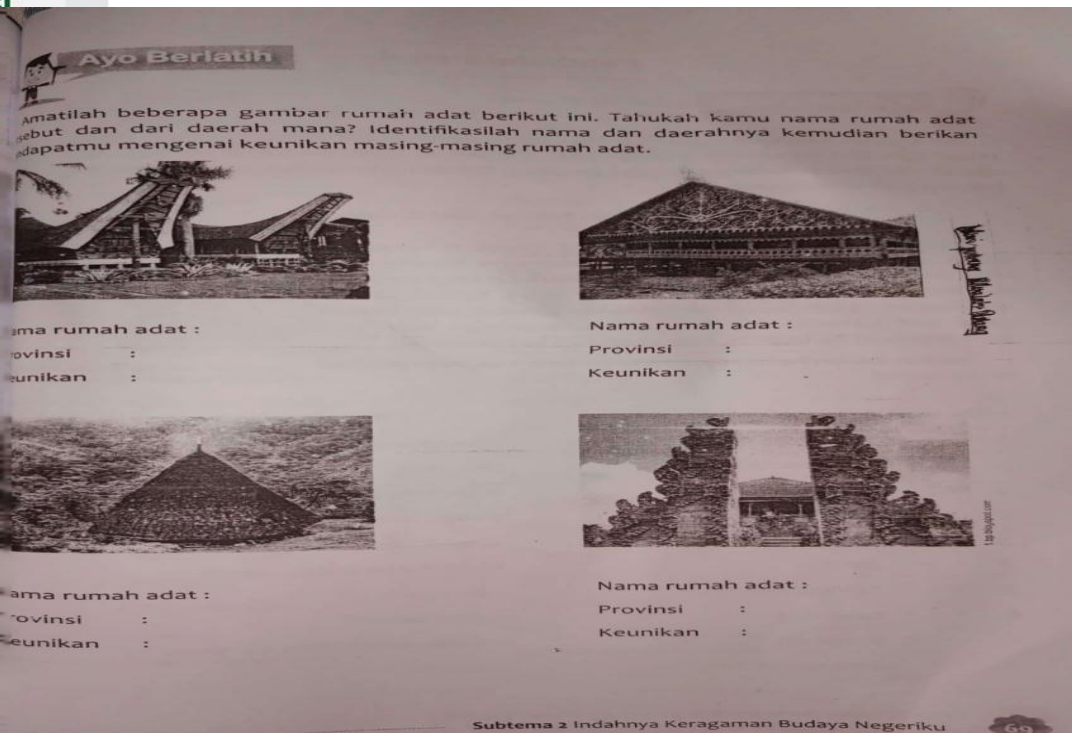 Ayo Berlatih
Amatilah beberapa gambar rumah adat berikut ini. Tahukah kamu nama rumah adat
sebut dan dari daerah mana? Identifikasilah nama dan daerahnya kemudian berikan
dapatmu mengenai keunikan masing-masing rumah adat.
ama rumah adat :
ovinsi :
eunikan :
Nama rumah adat :
Provinsi :
Keunikan :
ama rumah adat :
rovinsi :
eunikan :
Nama rumah adat :
Provinsi :
Keunikan :
Subtema 2 Indahnya Keragaman Budaya Negeriku
69